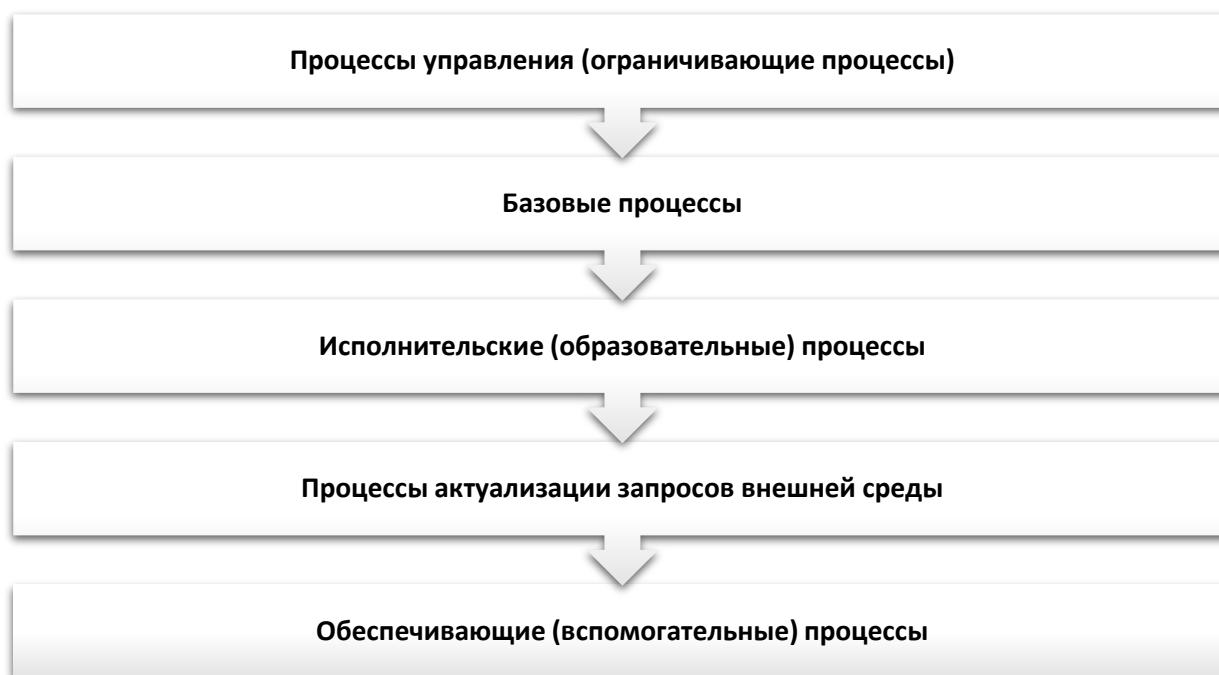 Процессы управления (ограничивающие процессы)
Базовые процессы
Исполнительские (образовательные) процессы
Процессы актуализации запросов внешней среды
Обеспечивающие (вспомогательные) процессы